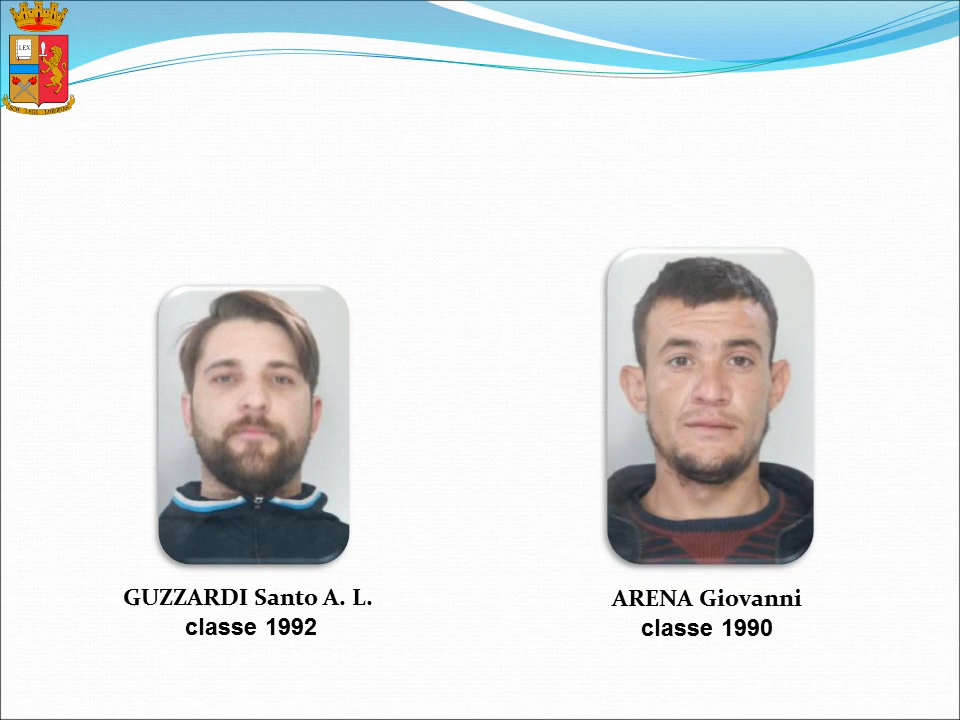 LEX
GUZZARDI Santo A. L.
classe 1992
ARENA Giovanni
classe 1990